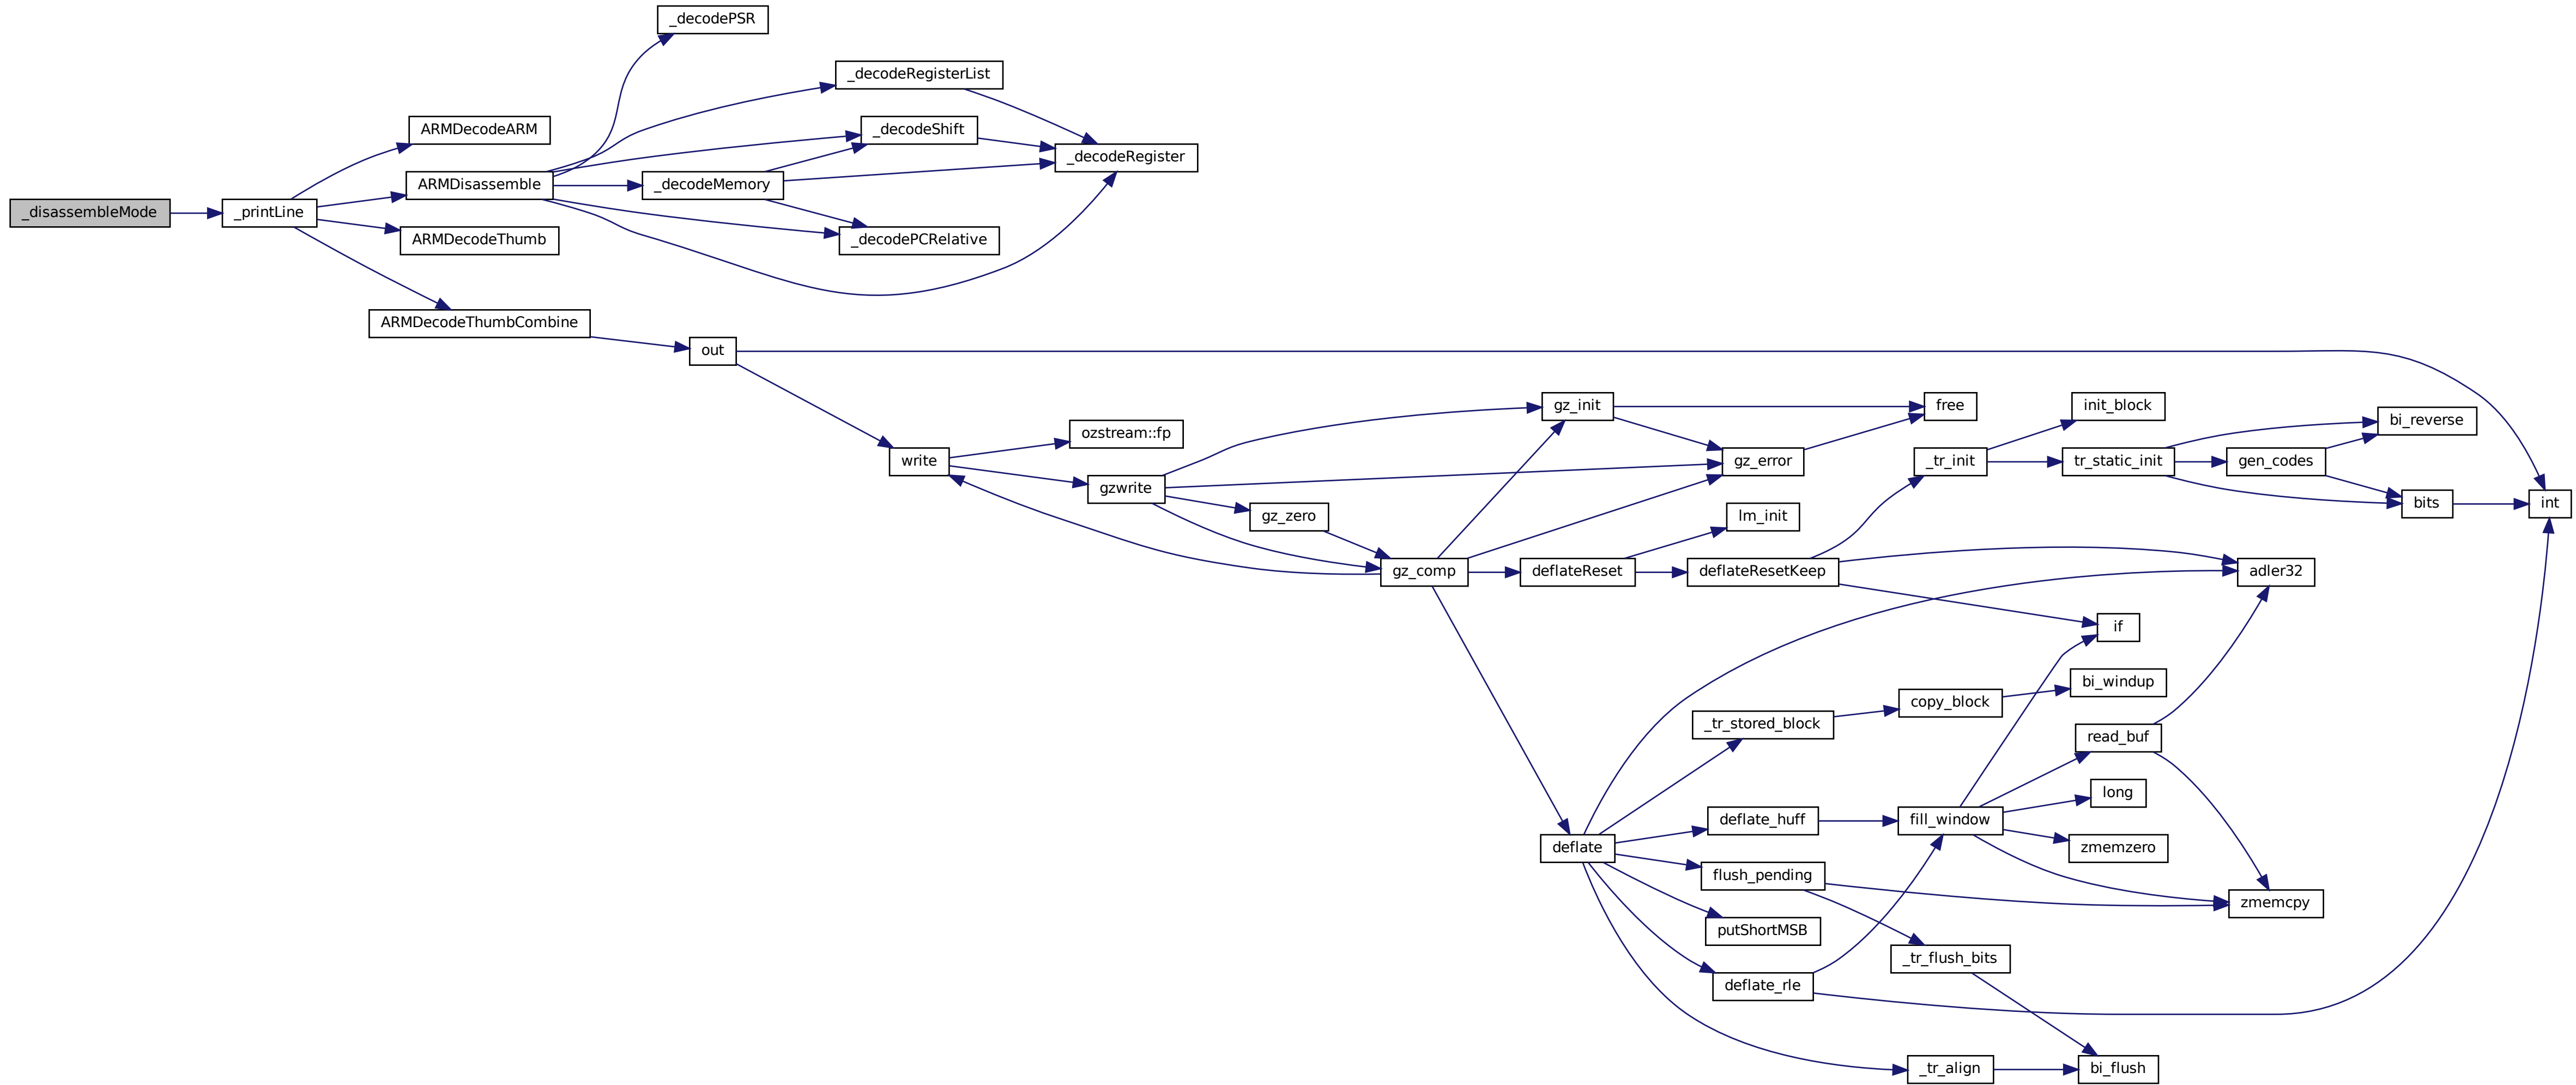 _decodePSR
_decodeRegisterList
ARMDecodeARM
_decodeShift
_decodeRegister
ARMDisassemble
_decodeMemory
_disassembleMode
_printLine
ARMDecodeThumb
_decodePCRelative
ARMDecodeThumbCombine
out
gz_init
free
init_block
bi_reverse
ozstream::fp
write
gz_error
_tr_init
tr_static_init
gen_codes
gzwrite
bits
int
gz_zero
lm_init
gz_comp
deflateReset
deflateResetKeep
adler32
if
bi_windup
copy_block
_tr_stored_block
read_buf
long
deflate_huff
fill_window
deflate
zmemzero
flush_pending
zmemcpy
putShortMSB
_tr_flush_bits
deflate_rle
_tr_align
bi_flush